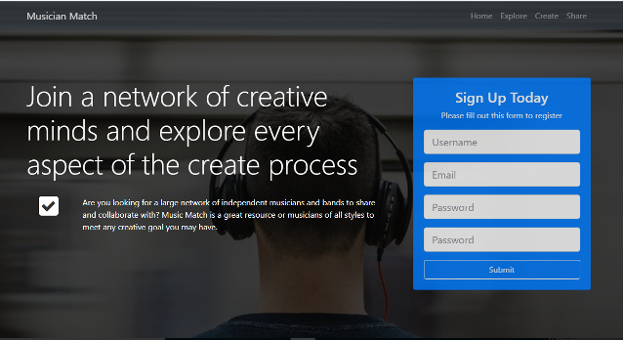 Musician Match
Home Explore Create Share
Join a network of creative
minds and explore every
aspect of the create process
Are you looking for a large network of independent musicians and bands to share
and collaborate with? Music Match is a great resource or musicians of all styles to
meet any creative goal you may have.
Sign Up Today
Please fill out this form to register
Username
Email
Password
Password
Submit